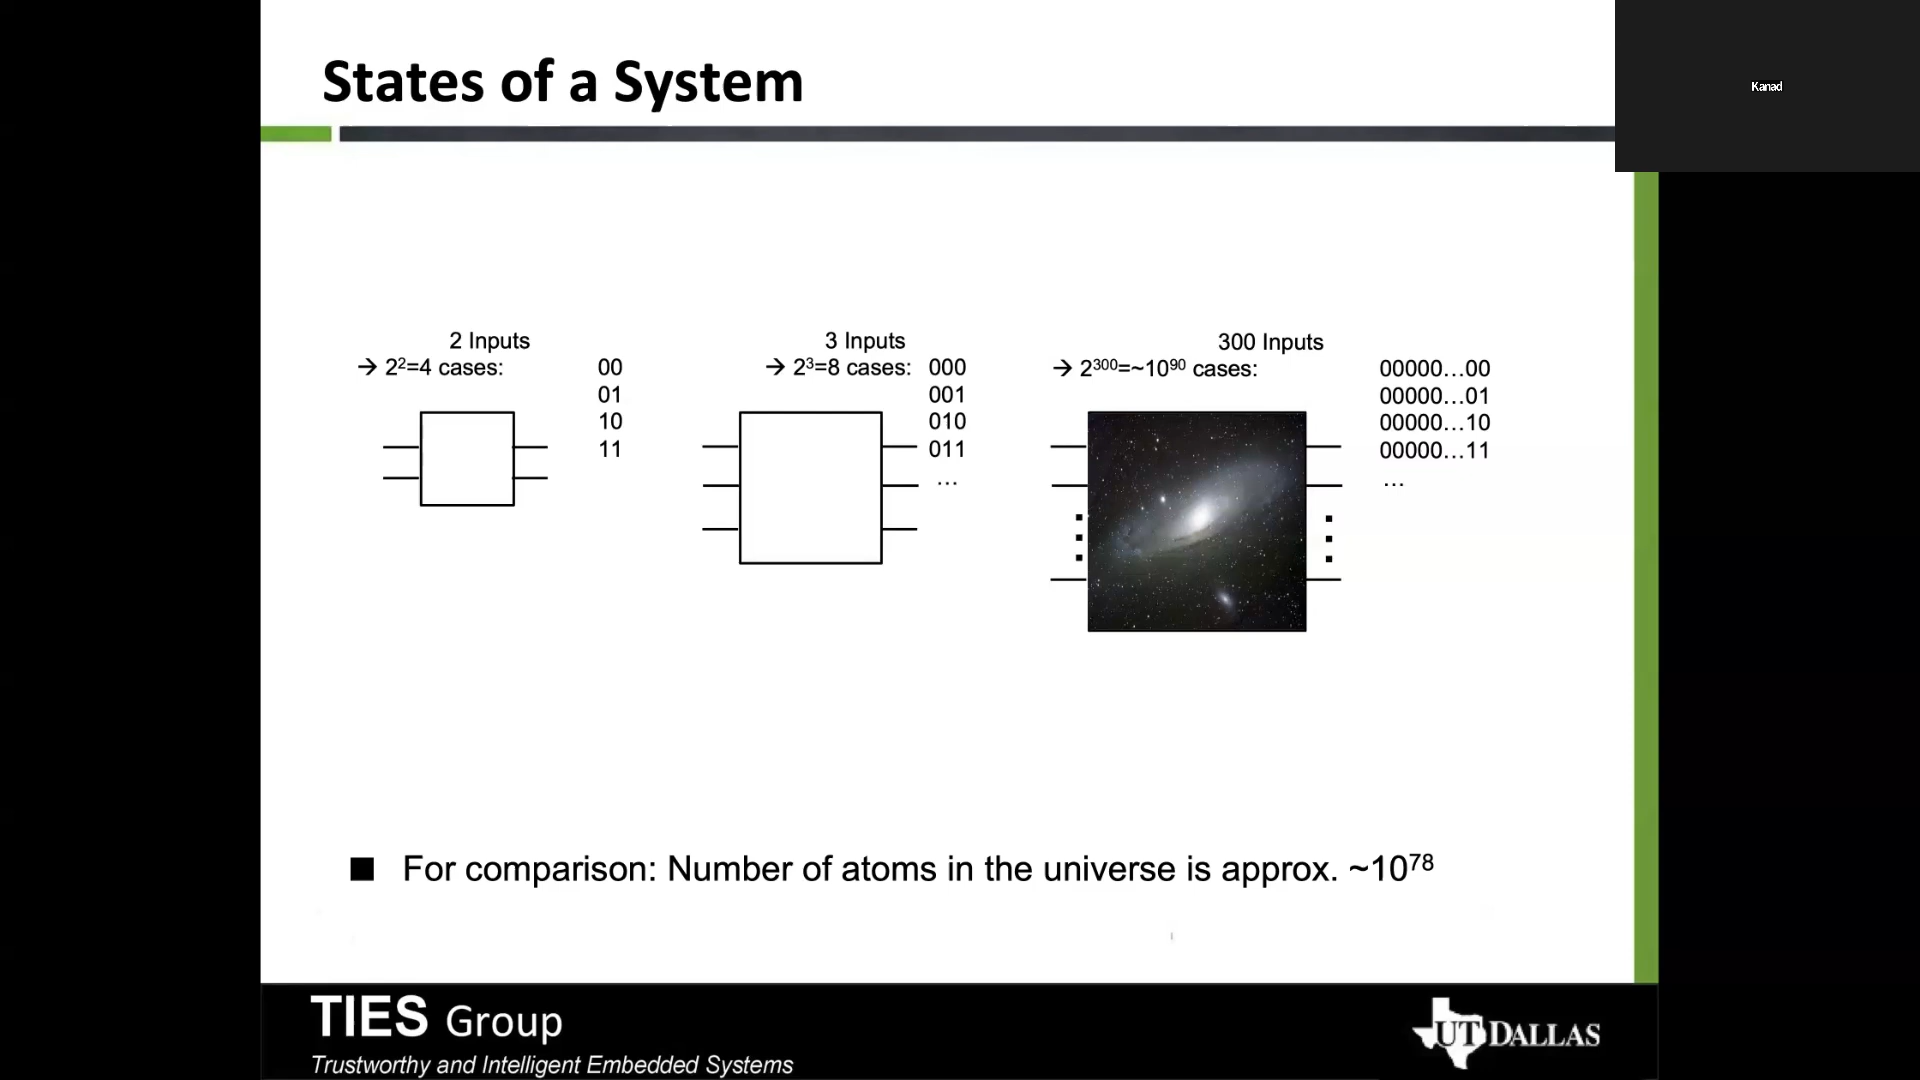 States of a System
Kanad
2 Inputs
→ 2²=4 cases:
00
01
10
11
3 Inputs
→ 2³=8 cases:
000
001
010
011
...
300 Inputs
→ 2³⁰⁰=~10⁹⁰ cases:
00000...00
00000...01
00000...10
00000...11
...
■ For comparison: Number of atoms in the universe is approx. ~10⁷⁸
TIES Group
Trustworthy and Intelligent Embedded Systems
UT DALLAS